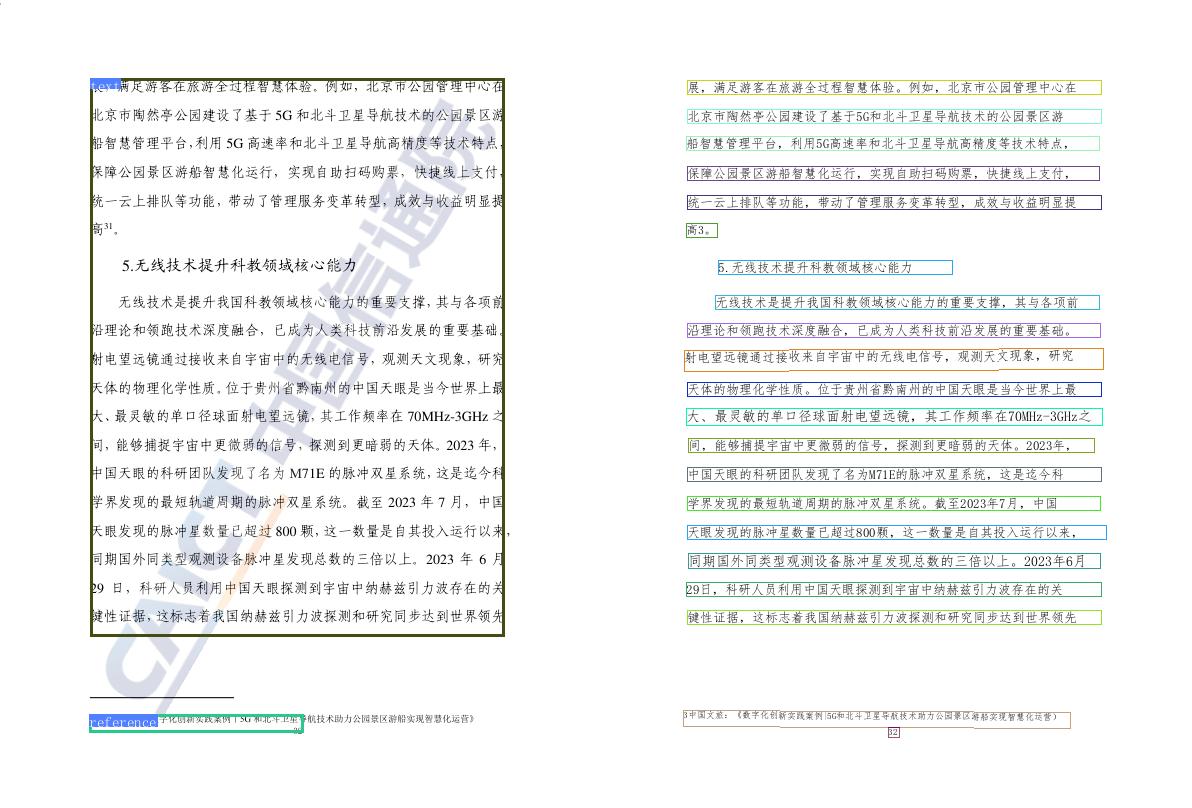 text满足游客在旅游全过程智慧体验。例如，北京市公园管理中心在
北京市陶然亭公园建设了基于 5G 和北斗卫星导航技术的公园景区游
船智慧管理平台，利用 5G 高速率和北斗卫星导航高精度等技术特点，
保障公园景区游船智慧化运行，实现自助扫码购票，快捷线上支付，
统一云上排队等功能，带动了管理服务变革转型，成效与收益明显提
高31。
5.无线技术提升科教领域核心能力
无线技术是提升我国科教领域核心能力的重要支撑，其与各项前
沿理论和领跑技术深度融合，已成为人类科技前沿发展的重要基础。
射电望远镜通过接收来自宇宙中的无线电信号，观测天文现象，研究
天体的物理化学性质。位于贵州省黔南州的中国天眼是当今世界上最
大、最灵敏的单口径球面射电望远镜，其工作频率在 70MHz-3GHz 之
间，能够捕捉宇宙中更微弱的信号，探测到更暗弱的天体。2023 年，
中国天眼的科研团队发现了名为 M71E 的脉冲双星系统，这是迄今科
学界发现的最短轨道周期的脉冲双星系统。截至 2023 年 7 月，中国
天眼发现的脉冲星数量已超过 800 颗，这一数量是自其投入运行以来，
同期国外同类型观测设备脉冲星发现总数的三倍以上。2023 年 6 月
29 日，科研人员利用中国天眼探测到宇宙中纳赫兹引力波存在的关
键性证据，这标志着我国纳赫兹引力波探测和研究同步达到世界领先
CAICT 中国信通院
reference字化创新实践案例｜5G 和北斗卫星导航技术助力公园景区游船实现智慧化运营》
32
展，满足游客在旅游全过程智慧体验。例如，北京市公园管理中心在
北京市陶然亭公园建设了基于5G和北斗卫星导航技术的公园景区游
船智慧管理平台，利用5G高速率和北斗卫星导航高精度等技术特点，
保障公园景区游船智慧化运行，实现自助扫码购票，快捷线上支付，
统一云上排队等功能，带动了管理服务变革转型，成效与收益明显提
高3。
5.无线技术提升科教领域核心能力
无线技术是提升我国科教领域核心能力的重要支撑，其与各项前
沿理论和领跑技术深度融合，已成为人类科技前沿发展的重要基础。
射电望远镜通过接收来自宇宙中的无线电信号，观测天文现象，研究
天体的物理化学性质。位于贵州省黔南州的中国天眼是当今世界上最
大、最灵敏的单口径球面射电望远镜，其工作频率在70MHz-3GHz之
间，能够捕捉宇宙中更微弱的信号，探测到更暗弱的天体。2023年，
中国天眼的科研团队发现了名为M71E的脉冲双星系统，这是迄今科
学界发现的最短轨道周期的脉冲双星系统。截至2023年7月，中国
天眼发现的脉冲星数量已超过800颗，这一数量是自其投入运行以来，
同期国外同类型观测设备脉冲星发现总数的三倍以上。2023年6月
29日，科研人员利用中国天眼探测到宇宙中纳赫兹引力波存在的关
键性证据，这标志着我国纳赫兹引力波探测和研究同步达到世界领先
3中国文旅：《数字化创新实践案例|5G和北斗卫星导航技术助力公园景区游船实现智慧化运营》
32